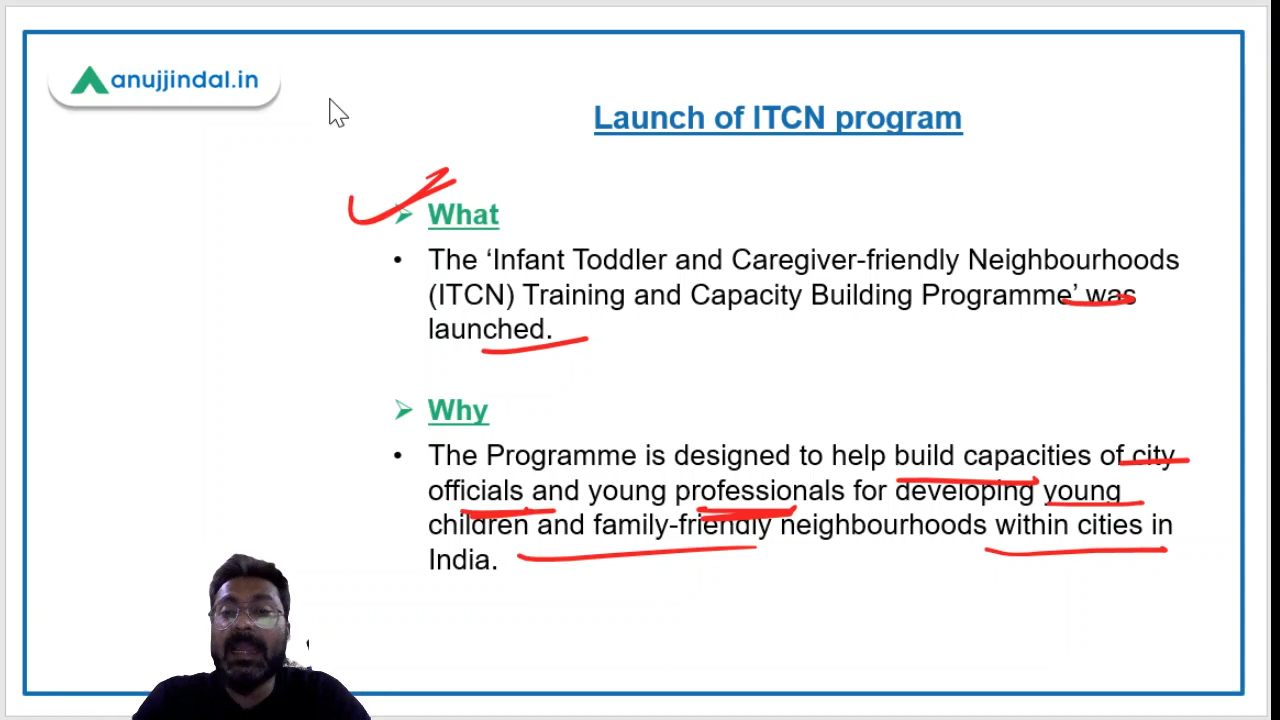 anujjindal.in
Launch of ITCN program
What
The ‘Infant Toddler and Caregiver-friendly Neighbourhoods
(ITCN) Training and Capacity Building Programme’ was
launched.
Why
The Programme is designed to help build capacities of city
officials and young professionals for developing young
children and family-friendly neighbourhoods within cities in
India.